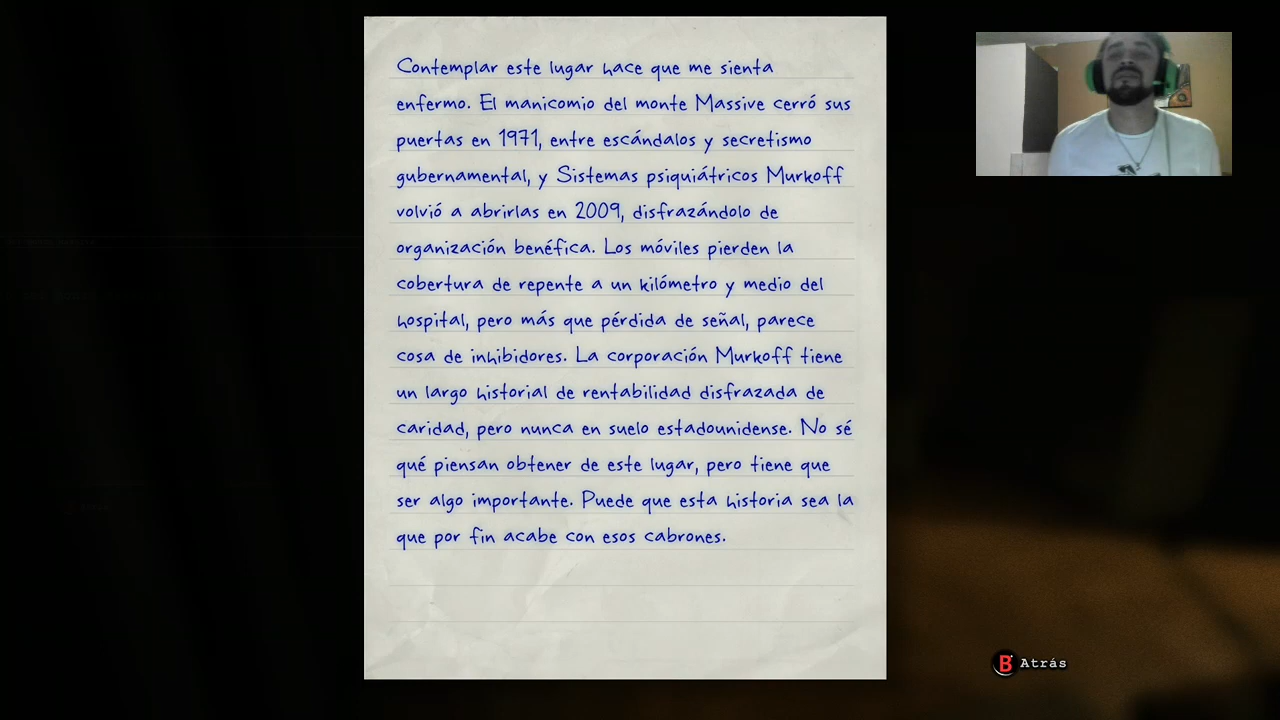 Contemplar este lugar hace que me sienta
enfermo. El manicomio del monte Massive cerró sus
puertas en 1971, entre escándalos y secretismo
gubernamental, y Sistemas psiquiátricos Murkoff
volvió a abrirlas en 2009, disfrazándolo de
organización benéfica. Los móviles pierden la
cobertura de repente a un kilómetro y medio del
hospital, pero más que pérdida de señal, parece
cosa de inhibidores. La corporación Murkoff tiene
un largo historial de rentabilidad disfrazada de
caridad, pero nunca en suelo estadounidense. No sé
qué piensan obtener de este lugar, pero tiene que
ser algo importante. Puede que esta historia sea la
que por fin acabe con esos cabrones.
B Atrás